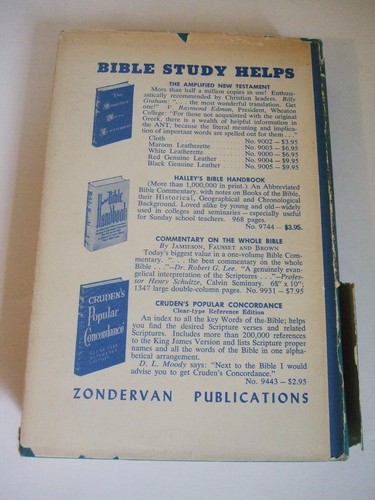 BIBLE STUDY HELPS
THE AMPLIFIED NEW TESTAMENT
More than half a million copies in use! Enthus-
iastically recommended by Christian leaders. Billy
Graham: ". . . the most wonderful translation. Get
one!" V. Raymond Edman, President, Wheaton
College: "For those not acquainted with the original
Greek, there is a wealth of helpful information in
the ANT, because the literal meaning and implica-
tion of important words are spelled out for them . . ."
Cloth No. 9002 – $3.95
Maroon Leatherette No. 9003 – $6.95
White Leatherette No. 9000 – $6.95
Red Genuine Leather No. 9004 – $9.95
Black Genuine Leather No. 9005 – $9.95
HALLEY'S BIBLE HANDBOOK
(More than 1,000,000 in print.) An Abbreviated
Bible Commentary, with notes on Books of the Bible,
their Historical, Geographical and Chronological
Background. Loved alike by young and old—widely
used in colleges and seminaries – especially useful
for Sunday school teachers. 968 pages.
No. 9744 – $3.95.
COMMENTARY ON THE WHOLE BIBLE
By JAMIESON, FAUSSET AND BROWN
Today's biggest value in a one-volume Bible Com-
mentary. ". . . the best commentary on the whole
Bible . . ."–Dr. Robert G. Lee. "A genuinely evan-
gelical interpretation of the Scriptures . . ."–Profes-
sor Henry Schultze, Calvin Seminary. 6⅝" x 10";
1347 large double-column pages. No. 9931 – $7.95
CRUDEN'S POPULAR CONCORDANCE
Clear-type Reference Edition
An index to all the key Words of the Bible; helps
you find the desired Scripture verses and related
Scriptures. Includes more than 200,000 references
to the King James Version and lists Scripture proper
names and all the words of the Bible in one alpha-
betical arrangement.
D. L. Moody says: "Next to the Bible I would
advise you to get Cruden's Concordance."
No. 9443 – $2.95
ZONDERVAN PUBLICATIONS
The
Amplified
New
Testament
Bible
Handbook
CRUDEN'S
Popular
Concordance